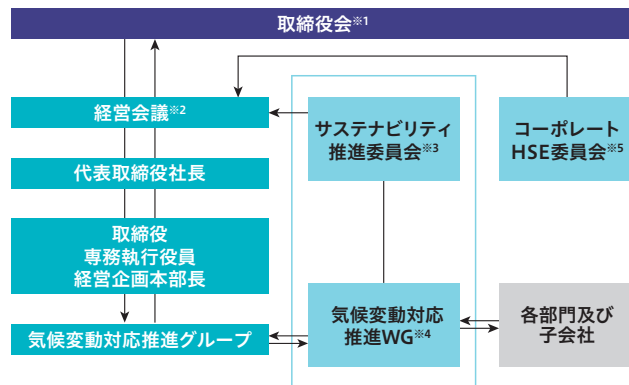 取締役会※1
経営会議※2
サステナビリティ
推進委員会※3
コーポレート
HSE委員会※5
代表取締役社長
取締役
専務執行役員
経営企画本部長
気候変動対応推進グループ
気候変動対応
推進WG※4
各部門及び
子会社